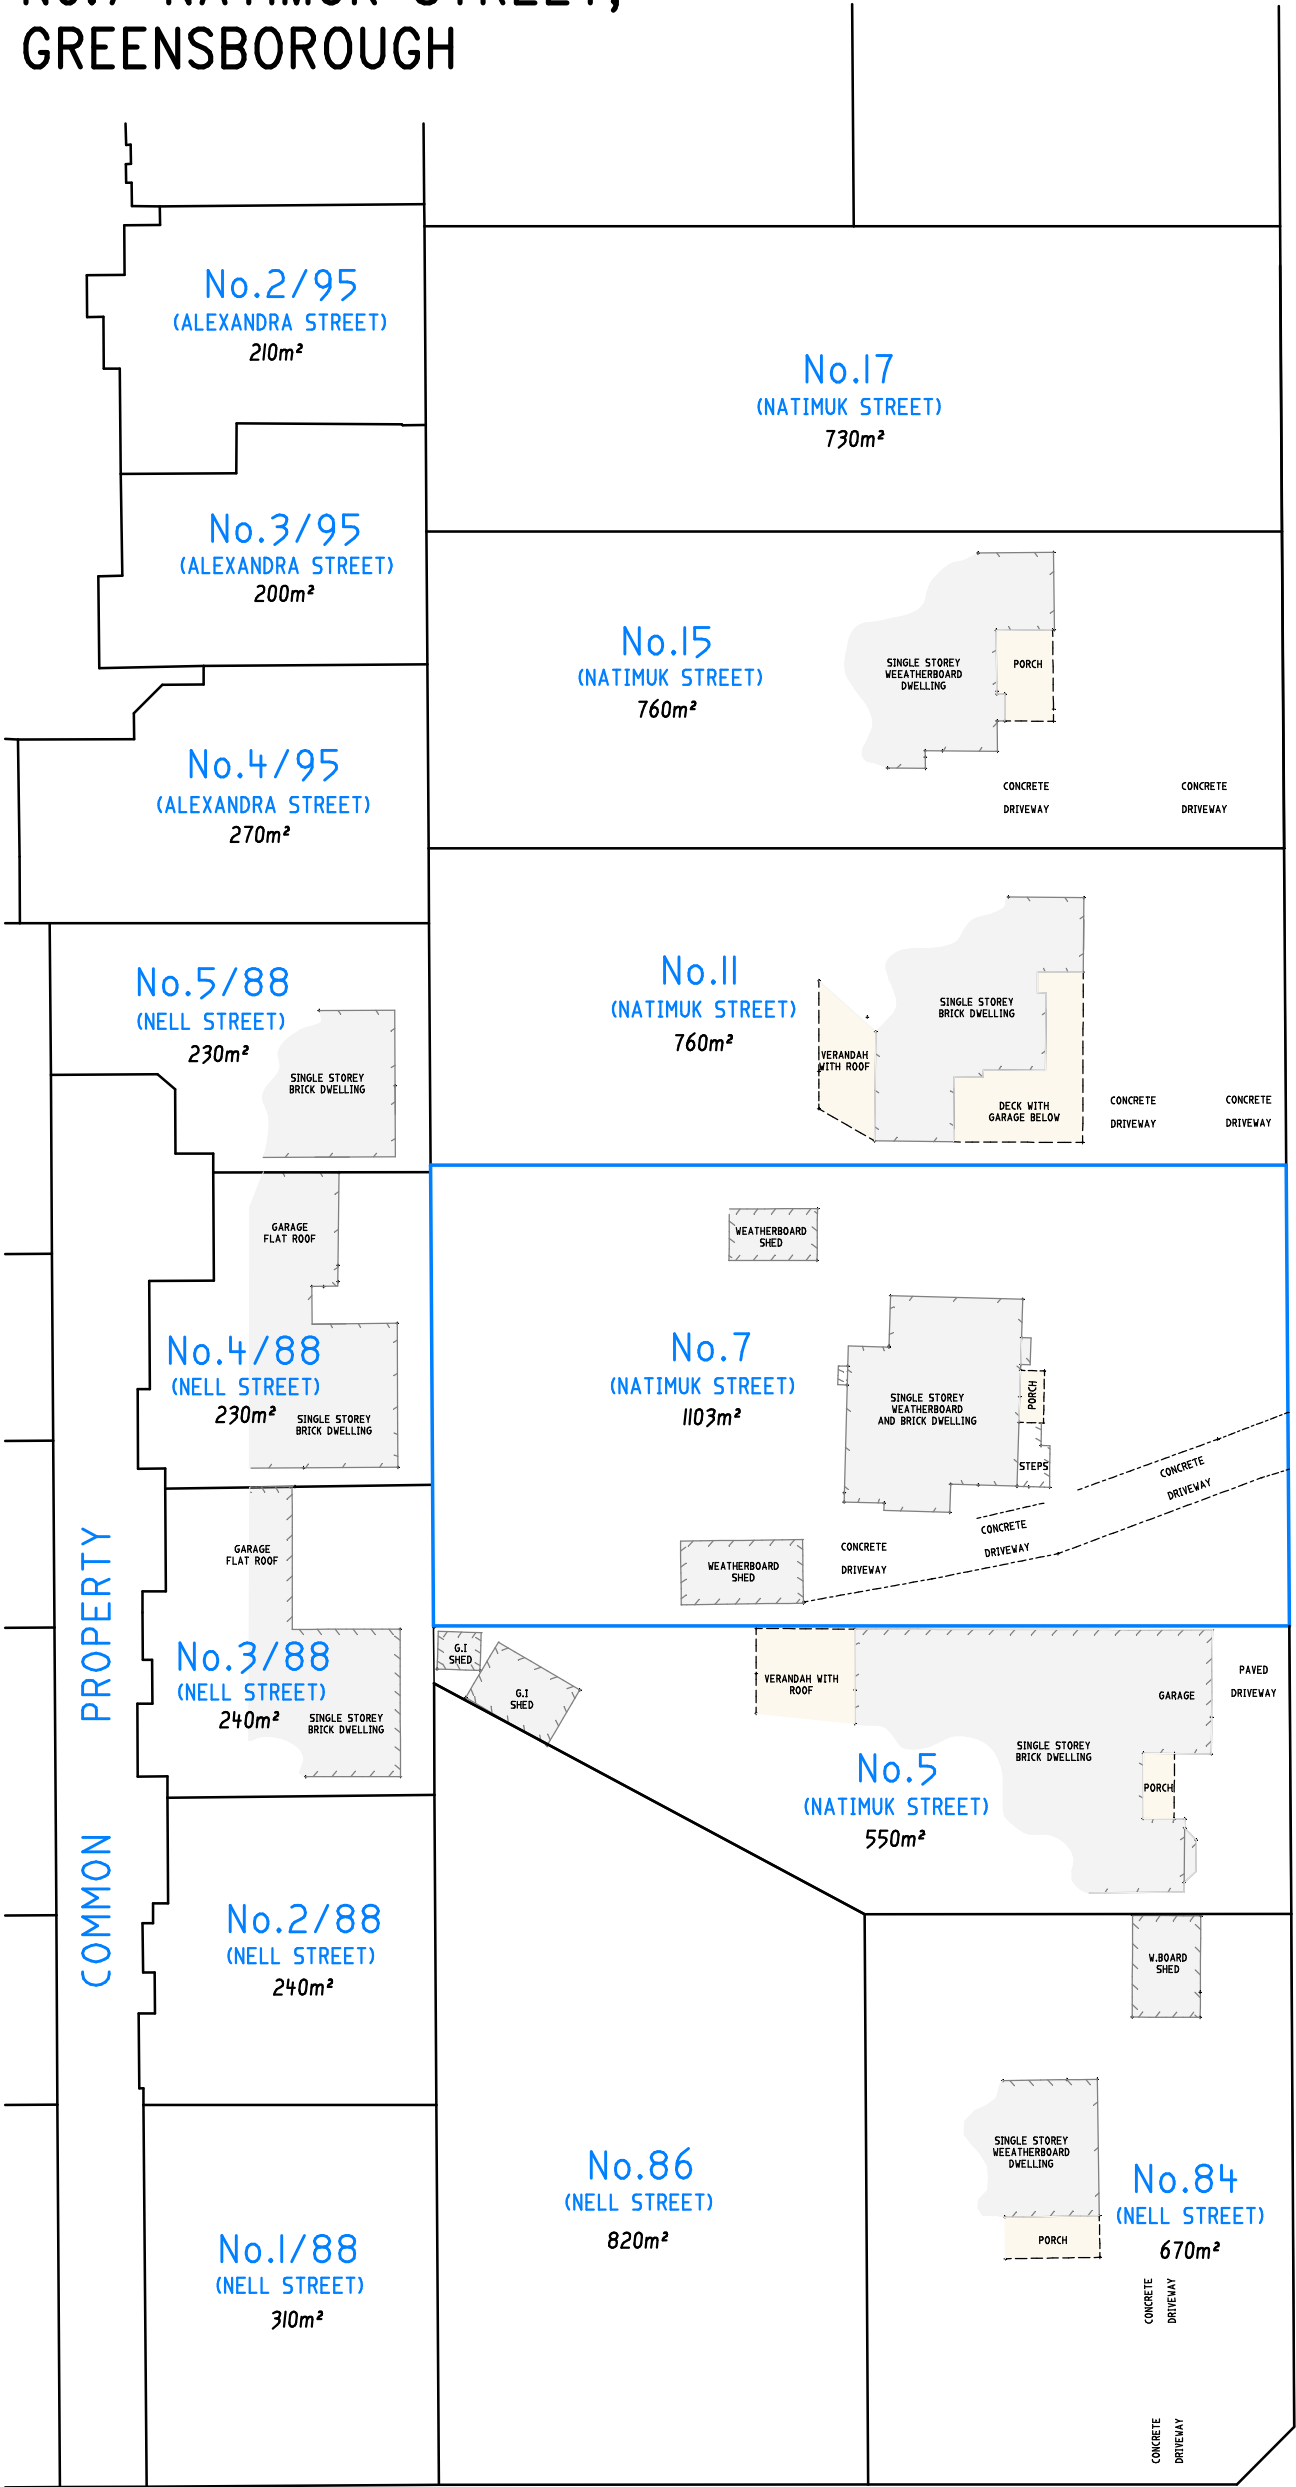 No.7 NATIMUK STREET,
GREENSBOROUGH
No.2/95
(ALEXANDRA STREET)
210m²
No.17
(NATIMUK STREET)
730m²
No.3/95
(ALEXANDRA STREET)
200m²
No.15
(NATIMUK STREET)
760m²
SINGLE STOREY
WEEATHERBOARD
DWELLING
PORCH
CONCRETE
DRIVEWAY
CONCRETE
DRIVEWAY
No.4/95
(ALEXANDRA STREET)
270m²
No.5/88
(NELL STREET)
230m²
SINGLE STOREY
BRICK DWELLING
No.11
(NATIMUK STREET)
760m²
VERANDAH
WITH ROOF
SINGLE STOREY
BRICK DWELLING
DECK WITH
GARAGE BELOW
CONCRETE
DRIVEWAY
CONCRETE
DRIVEWAY
GARAGE
FLAT ROOF
No.4/88
(NELL STREET)
230m²
SINGLE STOREY
BRICK DWELLING
WEATHERBOARD
SHED
No.7
(NATIMUK STREET)
1103m²
SINGLE STOREY
WEATHERBOARD
AND BRICK DWELLING
PORCH
STEPS
CONCRETE
DRIVEWAY
CONCRETE
DRIVEWAY
CONCRETE
DRIVEWAY
WEATHERBOARD
SHED
COMMON PROPERTY
GARAGE
FLAT ROOF
No.3/88
(NELL STREET)
240m²
SINGLE STOREY
BRICK DWELLING
G.I
SHED
G.I
SHED
VERANDAH WITH
ROOF
GARAGE
PAVED
DRIVEWAY
SINGLE STOREY
BRICK DWELLING
PORCH
No.5
(NATIMUK STREET)
550m²
No.2/88
(NELL STREET)
240m²
W.BOARD
SHED
SINGLE STOREY
WEEATHERBOARD
DWELLING
PORCH
No.86
(NELL STREET)
820m²
No.84
(NELL STREET)
670m²
CONCRETE
DRIVEWAY
No.1/88
(NELL STREET)
310m²
CONCRETE
DRIVEWAY